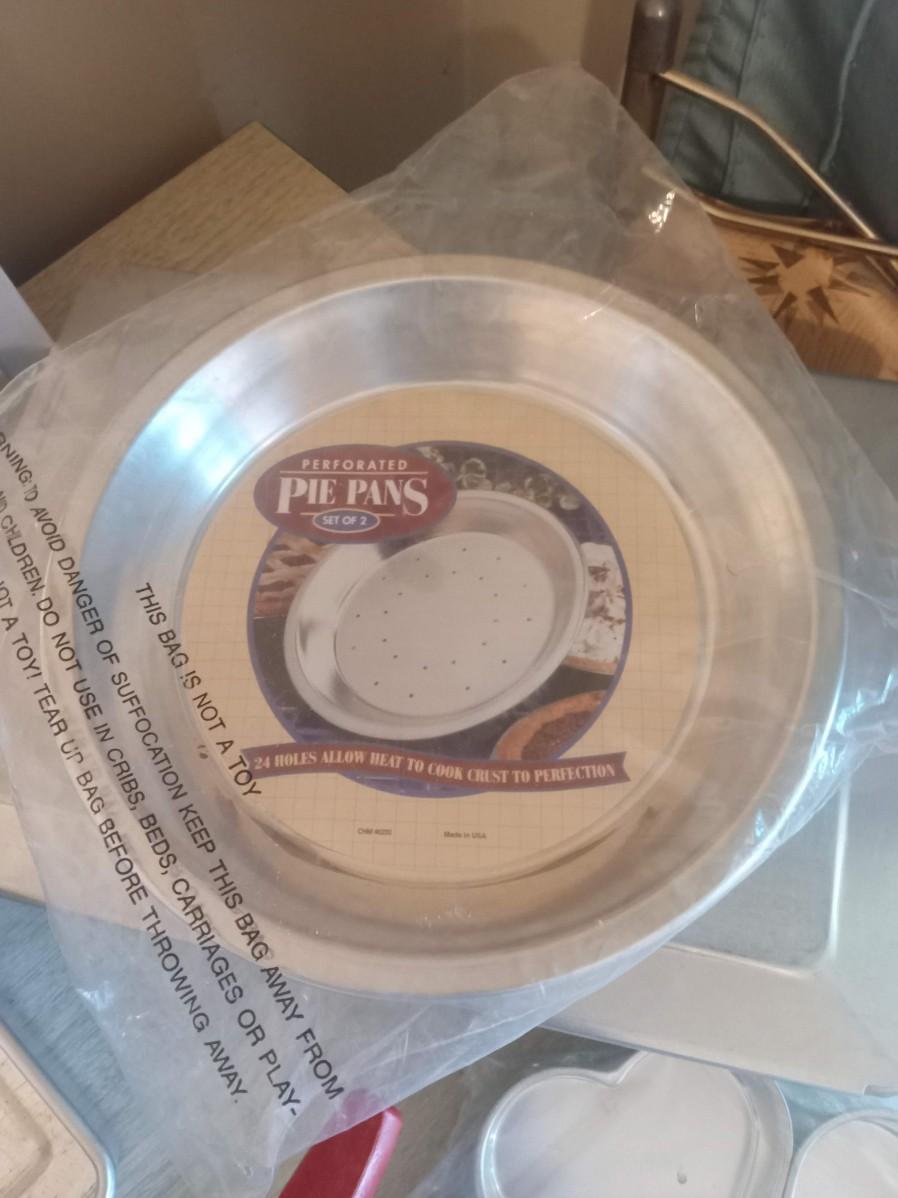 PERFORATED
PIE PANS
SET OF 2
24 HOLES ALLOW HEAT TO COOK CRUST TO PERFECTION
Made in USA
TO AVOID DANGER OF SUFFOCATION KEEP THIS BAG AWAY FROM
CHLDREN. DO NOT USE IN CRIBS, BEDS, CARRIAGES OR PLAY-
A TOY! TEAR UP BAG BEFORE THROWING AWAY.
THIS BAG IS NOT A TOY